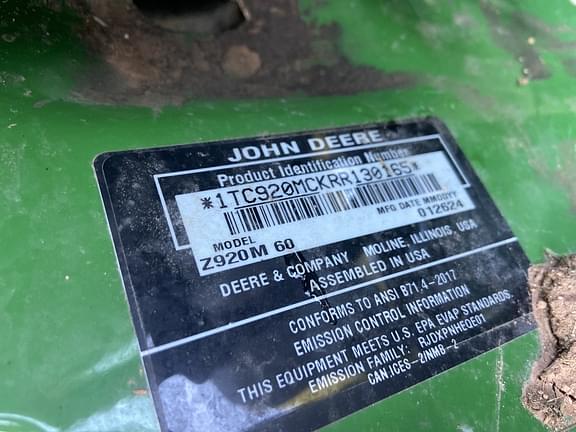 JOHN DEERE
Product Identification Number
*1TC920MCKRR130165*
MODEL
MFG DATE MMDDYY
Z920M 60
012624
DEERE & COMPANY MOLINE, ILLINOIS, USA
ASSEMBLED IN USA
CONFORMS TO ANSI B71.4-2017
EMISSION CONTROL INFORMATION
THIS EQUIPMENT MEETS U.S. EPA EVAP STANDARDS.
EMISSION FAMILY: RJDXPNHEQE01
CAN ICES-2/NMB-2